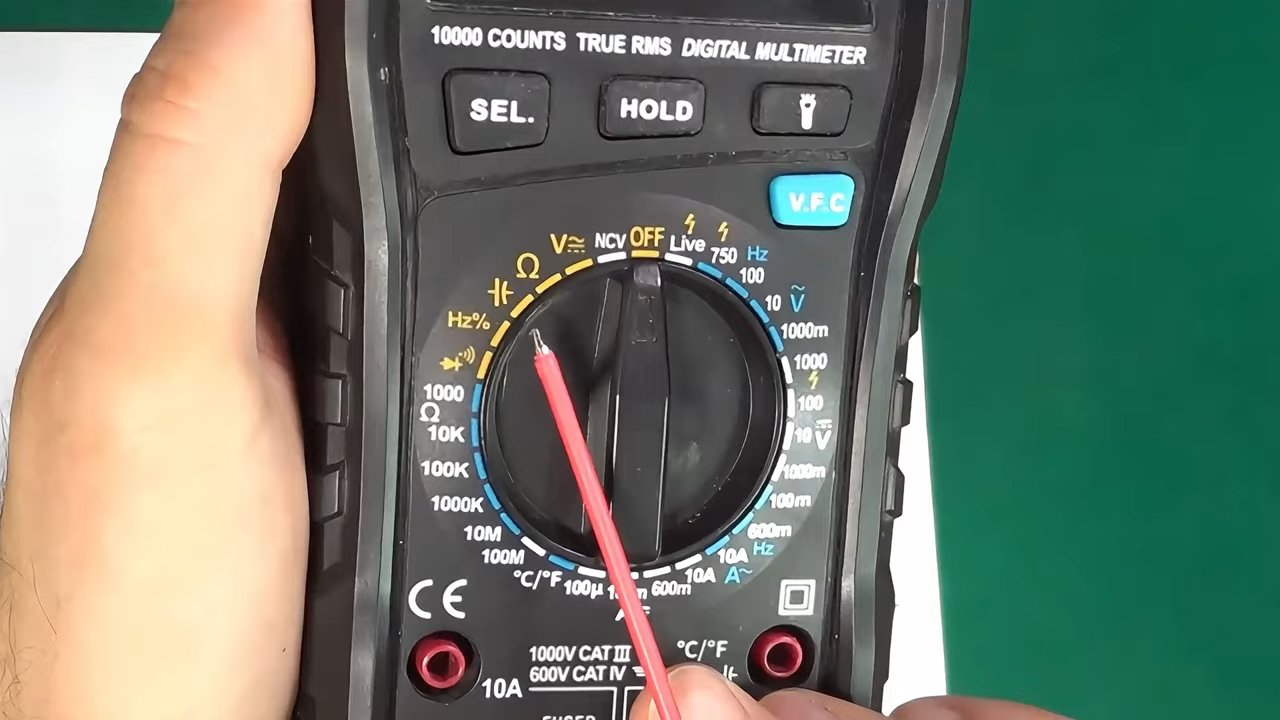 10000 COUNTS TRUE RMS DIGITAL MULTIMETER
SEL.
HOLD
V.F.C
V≂
NCV
OFF
Live
750
Hz
100
10
Ṽ
1000m
1000
100
10
V
1000m
100m
600m
10A
Hz
A~
10A
600m
100μ
°C/°F
100M
10M
1000K
100K
10K
Ω
1000
Hz%
Ω
CE
1000V CAT III
600V CAT IV
°C/°F
10A